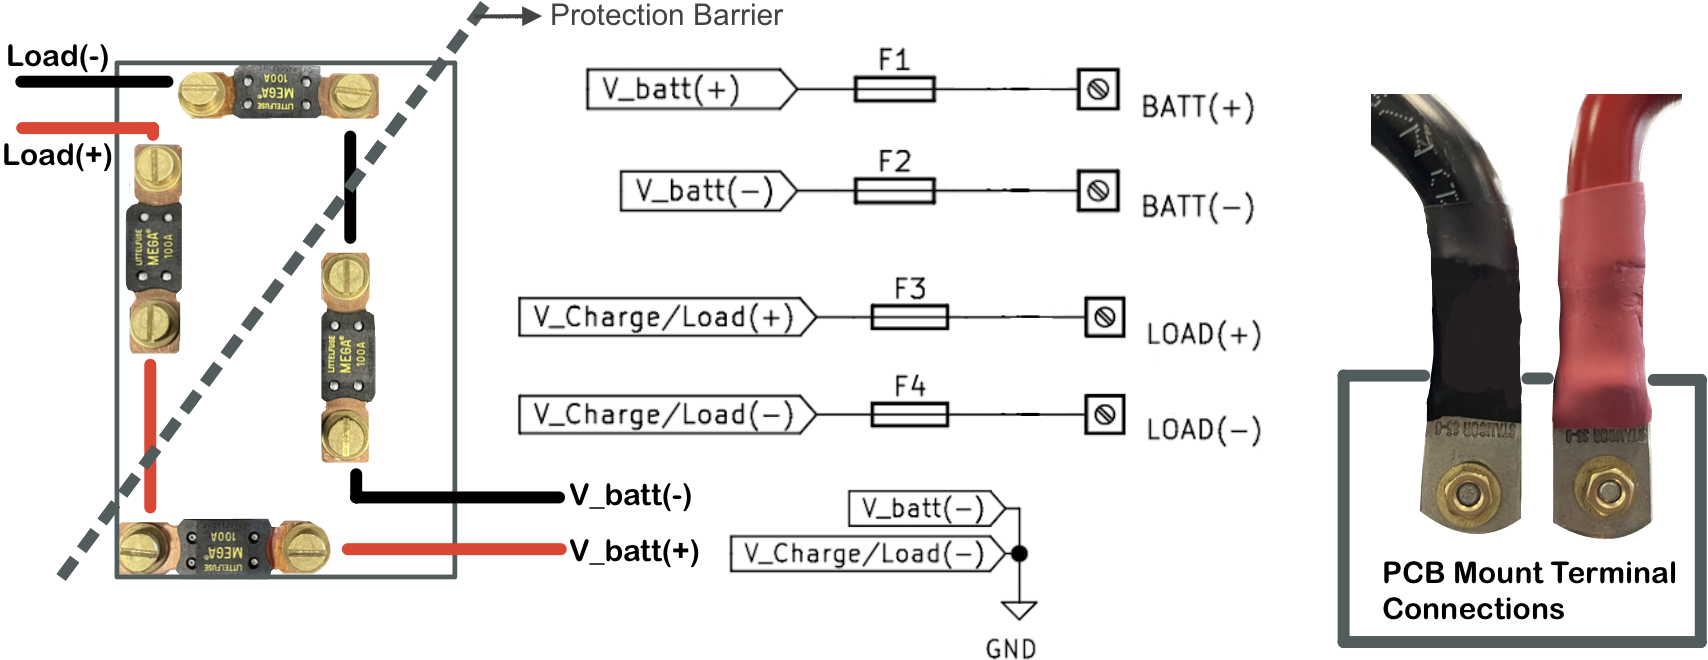 Protection Barrier
Load(-)
Load(+)
LITTELFUSE
MEGA®
100A
LITTELFUSE
MEGA®
100A
LITTELFUSE
MEGA®
100A
LITTELFUSE
MEGA®
100A
V_batt(-)
V_batt(+)
V_batt(+)
F1
BATT(+)
V_batt(-)
F2
BATT(-)
V_Charge/Load(+)
F3
LOAD(+)
V_Charge/Load(-)
F4
LOAD(-)
V_batt(-)
V_Charge/Load(-)
GND
PCB Mount Terminal
Connections